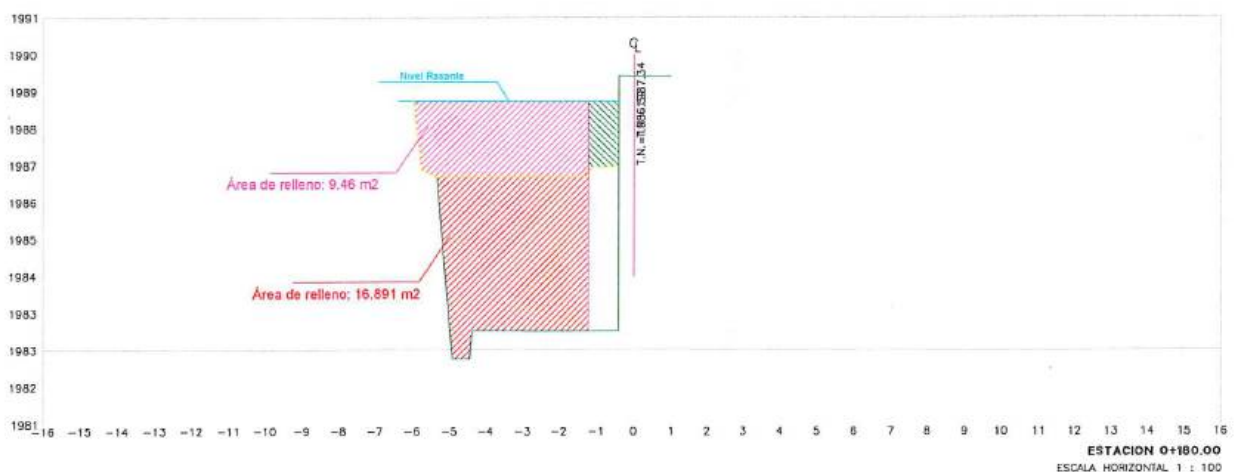 1991
1990
C
L
1989
Nivel Rasante
1988
1987
T.N.
Área de relleno: 9.46 m2
1986
1985
1984
Área de relleno: 16.891 m2
1983
1983
1982
1981
-16 -15 -14 -13 -12 -11 -10 -9 -8 -7 -6 -5 -4 -3 -2 -1 0 1 2 3 4 5 6 7 8 9 10 11 12 13 14 15 16
ESTACION 0+180.00
ESCALA HORIZONTAL 1 : 100